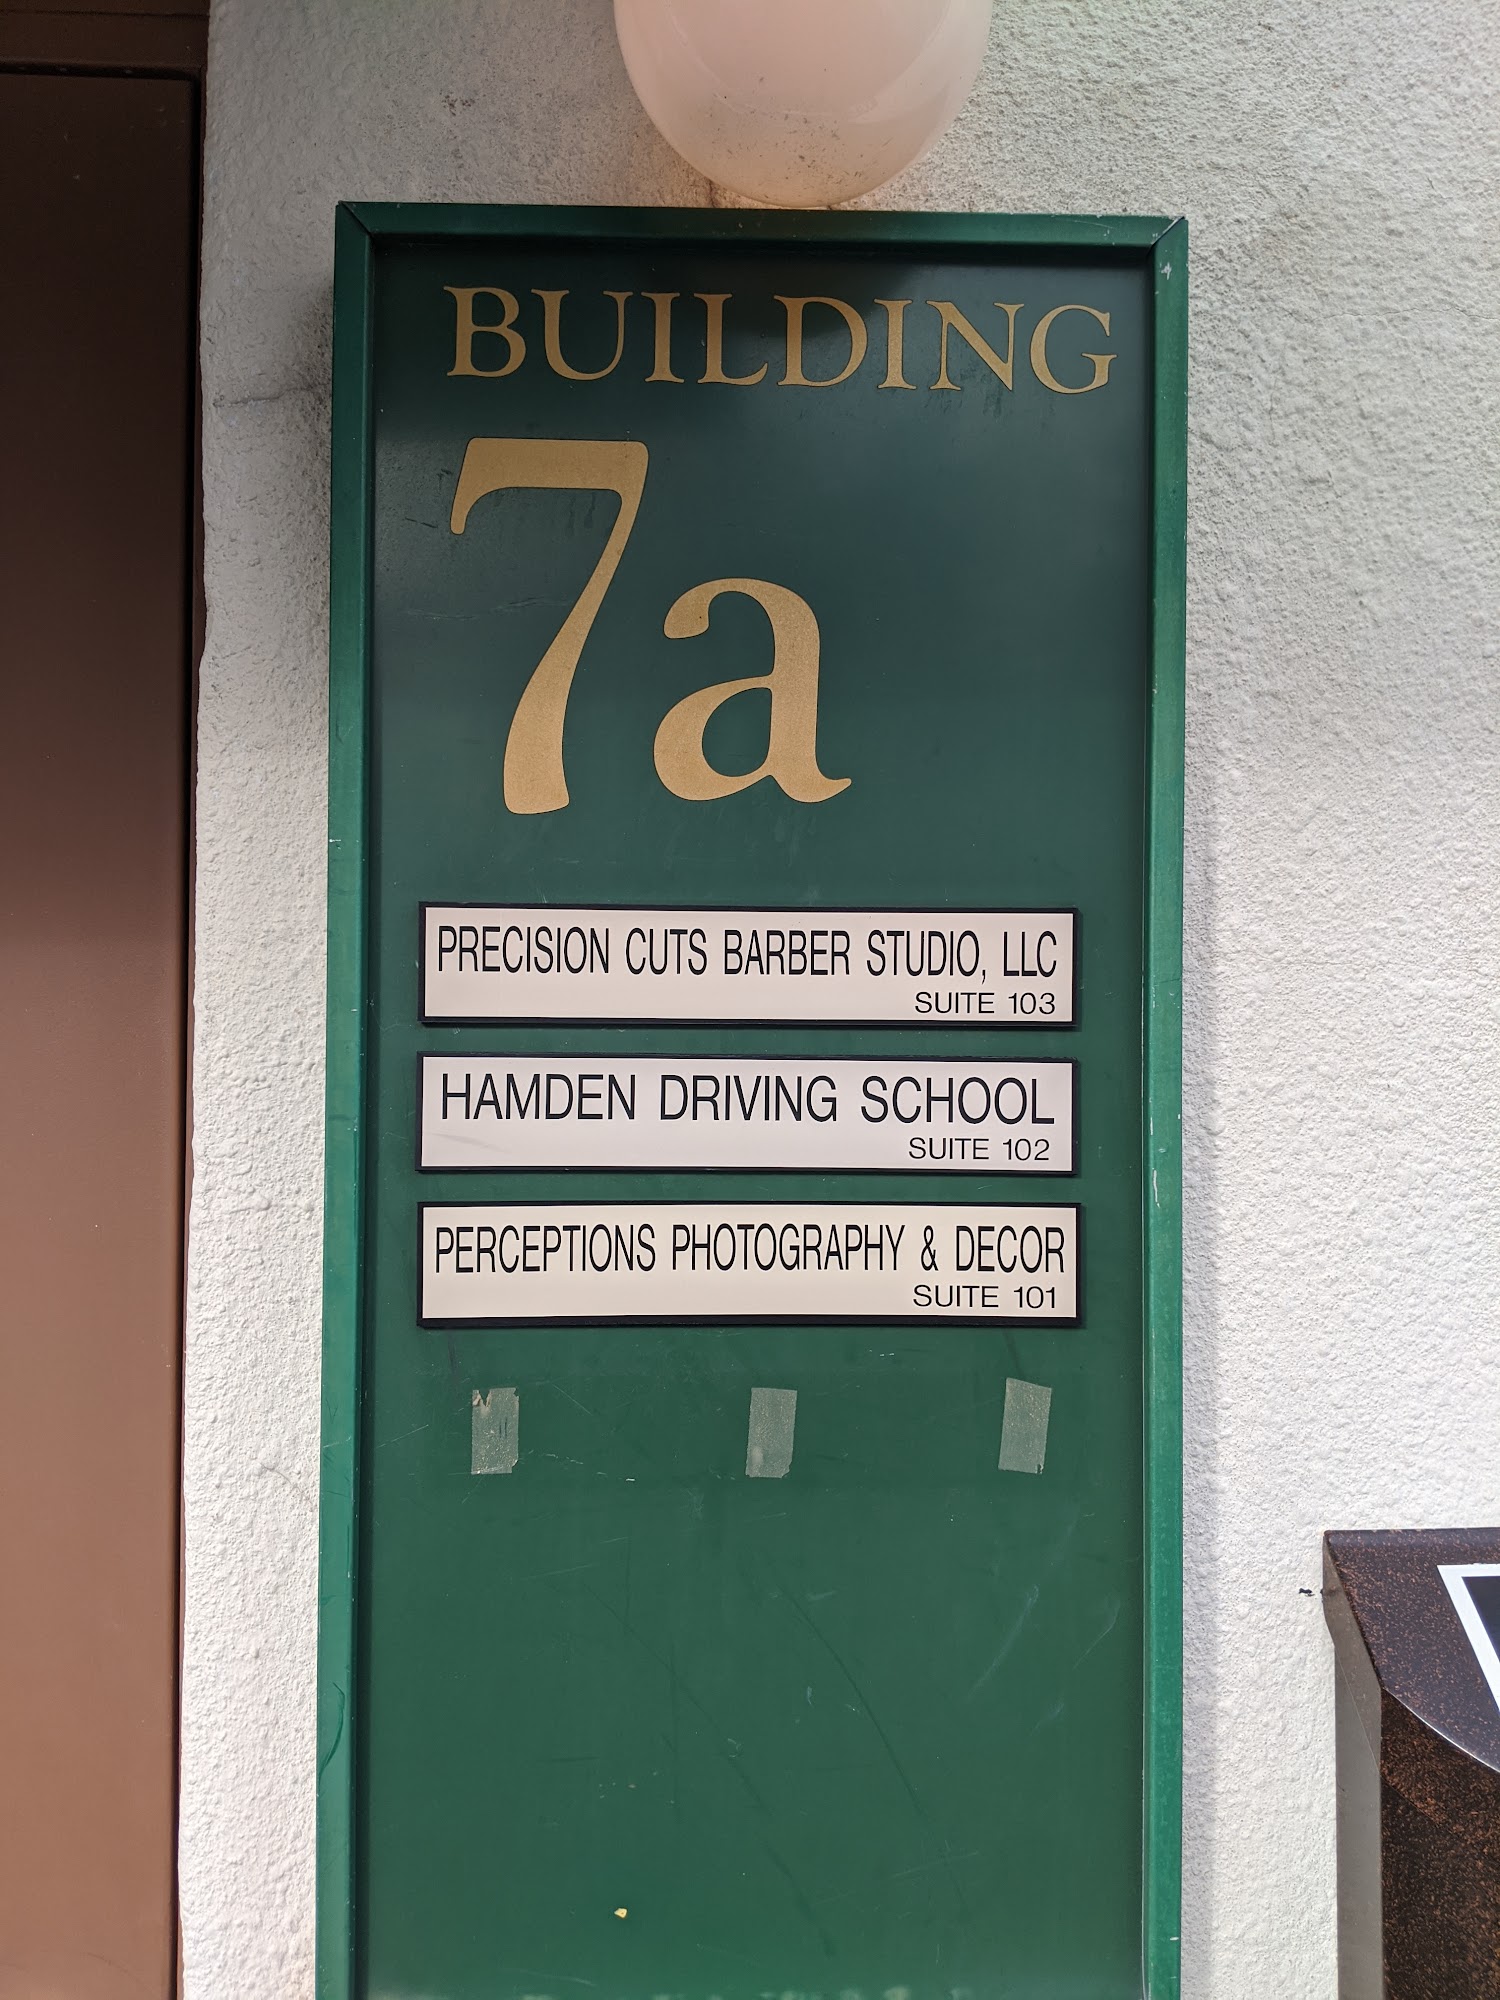 BUILDING
7a
PRECISION CUTS BARBER STUDIO, LLC
SUITE 103
HAMDEN DRIVING SCHOOL
SUITE 102
PERCEPTIONS PHOTOGRAPHY & DECOR
SUITE 101